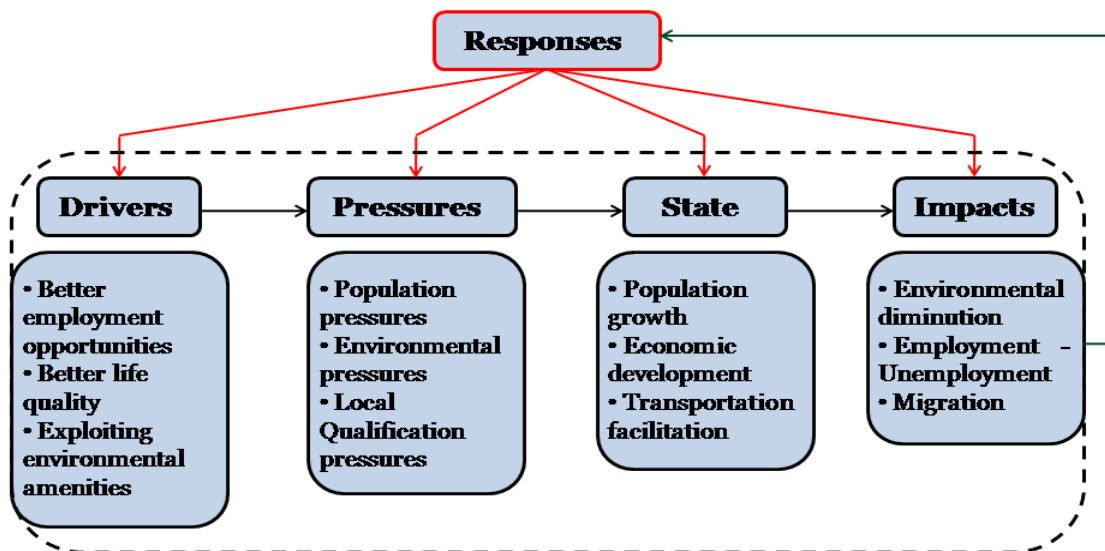 Responses
Drivers
Pressures
State
Impacts
• Better
employment
opportunities
• Better life
quality
• Exploiting
environmental
amenities
• Population
pressures
• Environmental
pressures
• Local
Qualification
pressures
• Population
growth
• Economic
development
• Transportation
facilitation
• Environmental
diminution
• Employment –
Unemployment
• Migration